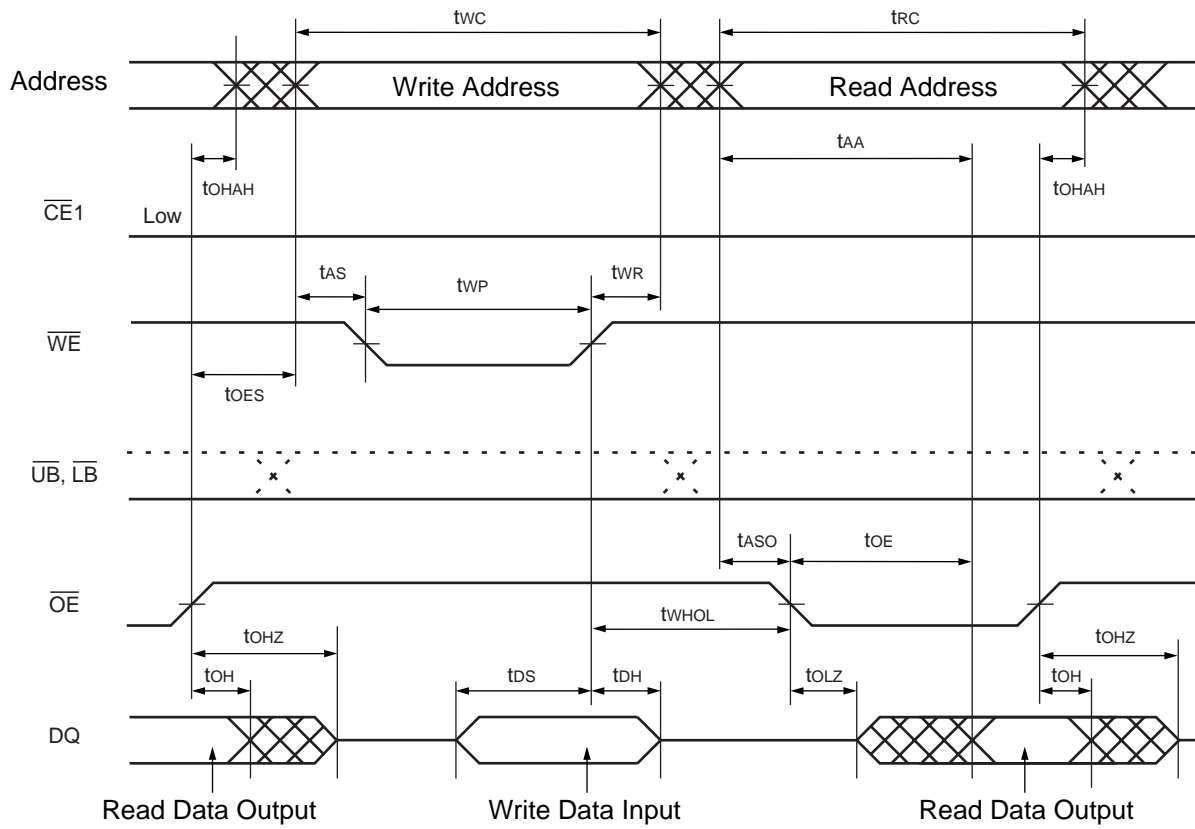 tWC tRC
Address Write Address Read Address
tAA
tOHAH tOHAH
CE1 Low
tAS tWP tWR
WE
tOES
UB, LB
tASO tOE
OE
tWHOL
tOHZ tOHZ
tOH tDS tDH tOLZ tOH
DQ
Read Data Output Write Data Input Read Data Output